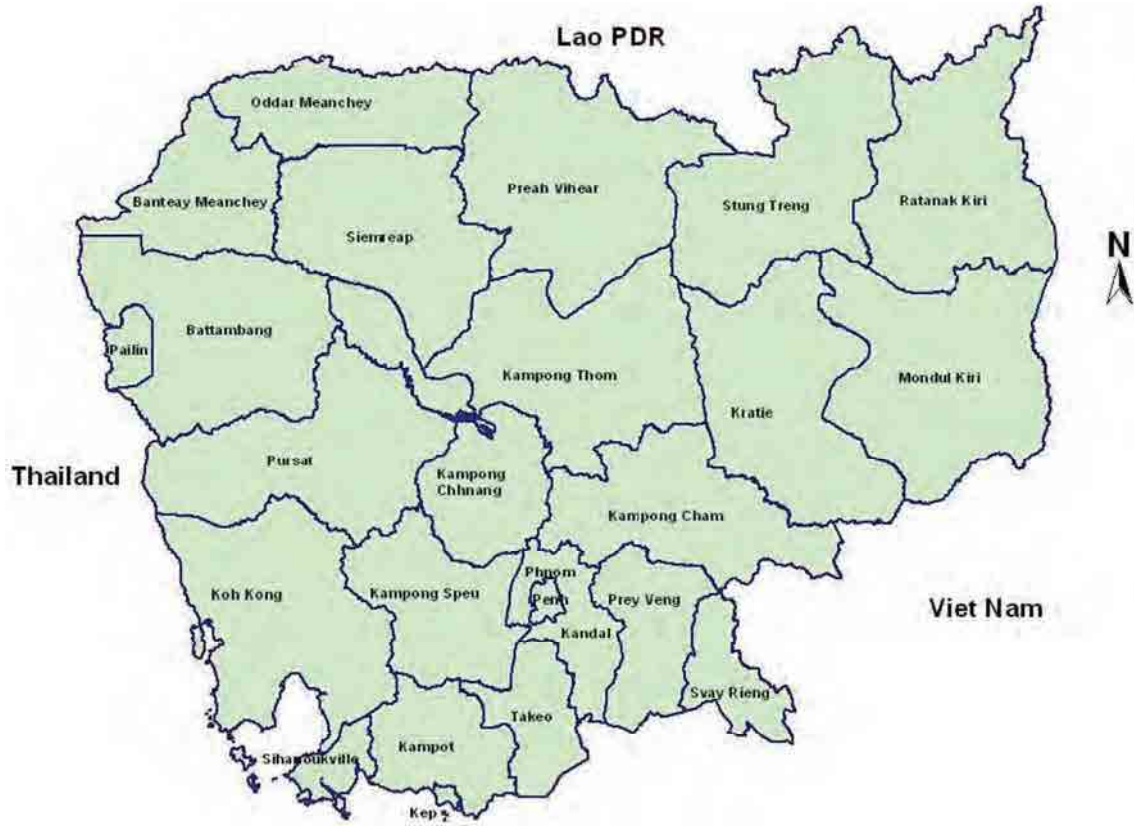 Lao PDR
Oddar Meanchey
Preah Vihear
Banteay Meanchey
Siemreap
Stung Treng
Ratanak Kiri
N
Battambang
Pailin
Kampong Thom
Kratie
Mondul Kiri
Thailand
Pursat
Kampong
Chhnang
Kampong Cham
Koh Kong
Kampong Speu
Phnom
Penh
Prey Veng
Viet Nam
Kandal
Svay Rieng
Takeo
Kampot
Sihanoukville
Kep